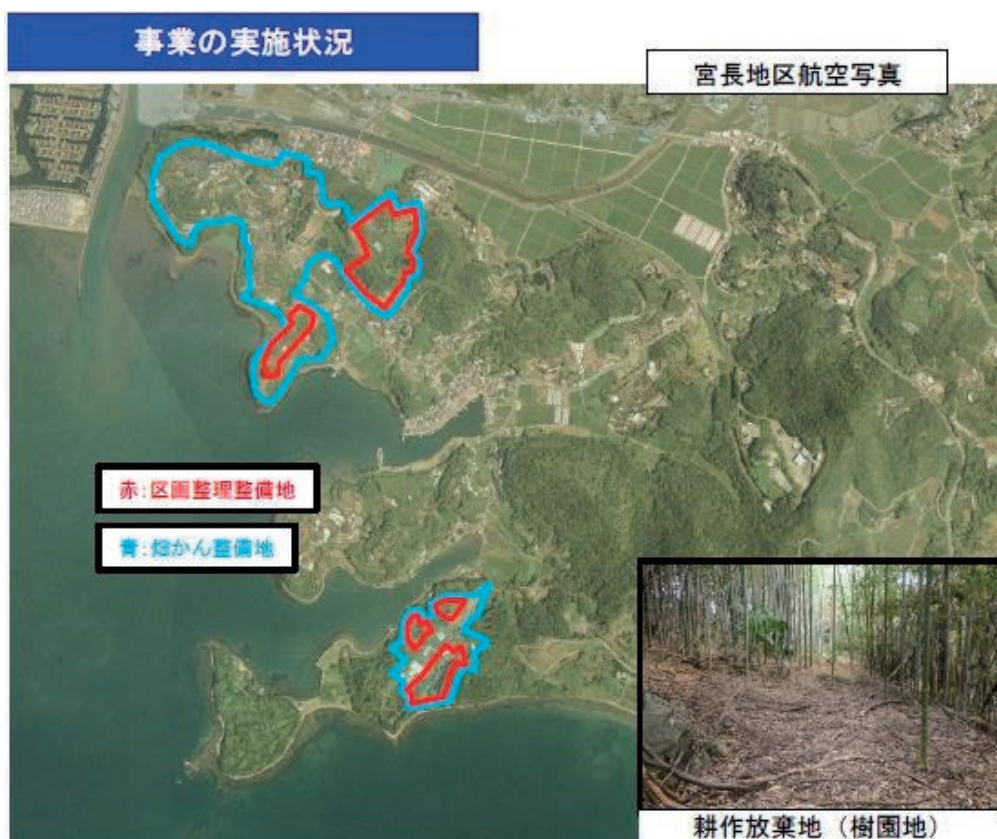 事業の実施状況
宮長地区航空写真
赤：区画整理整備地
青：畑かん整備地
耕作放棄地（樹園地）